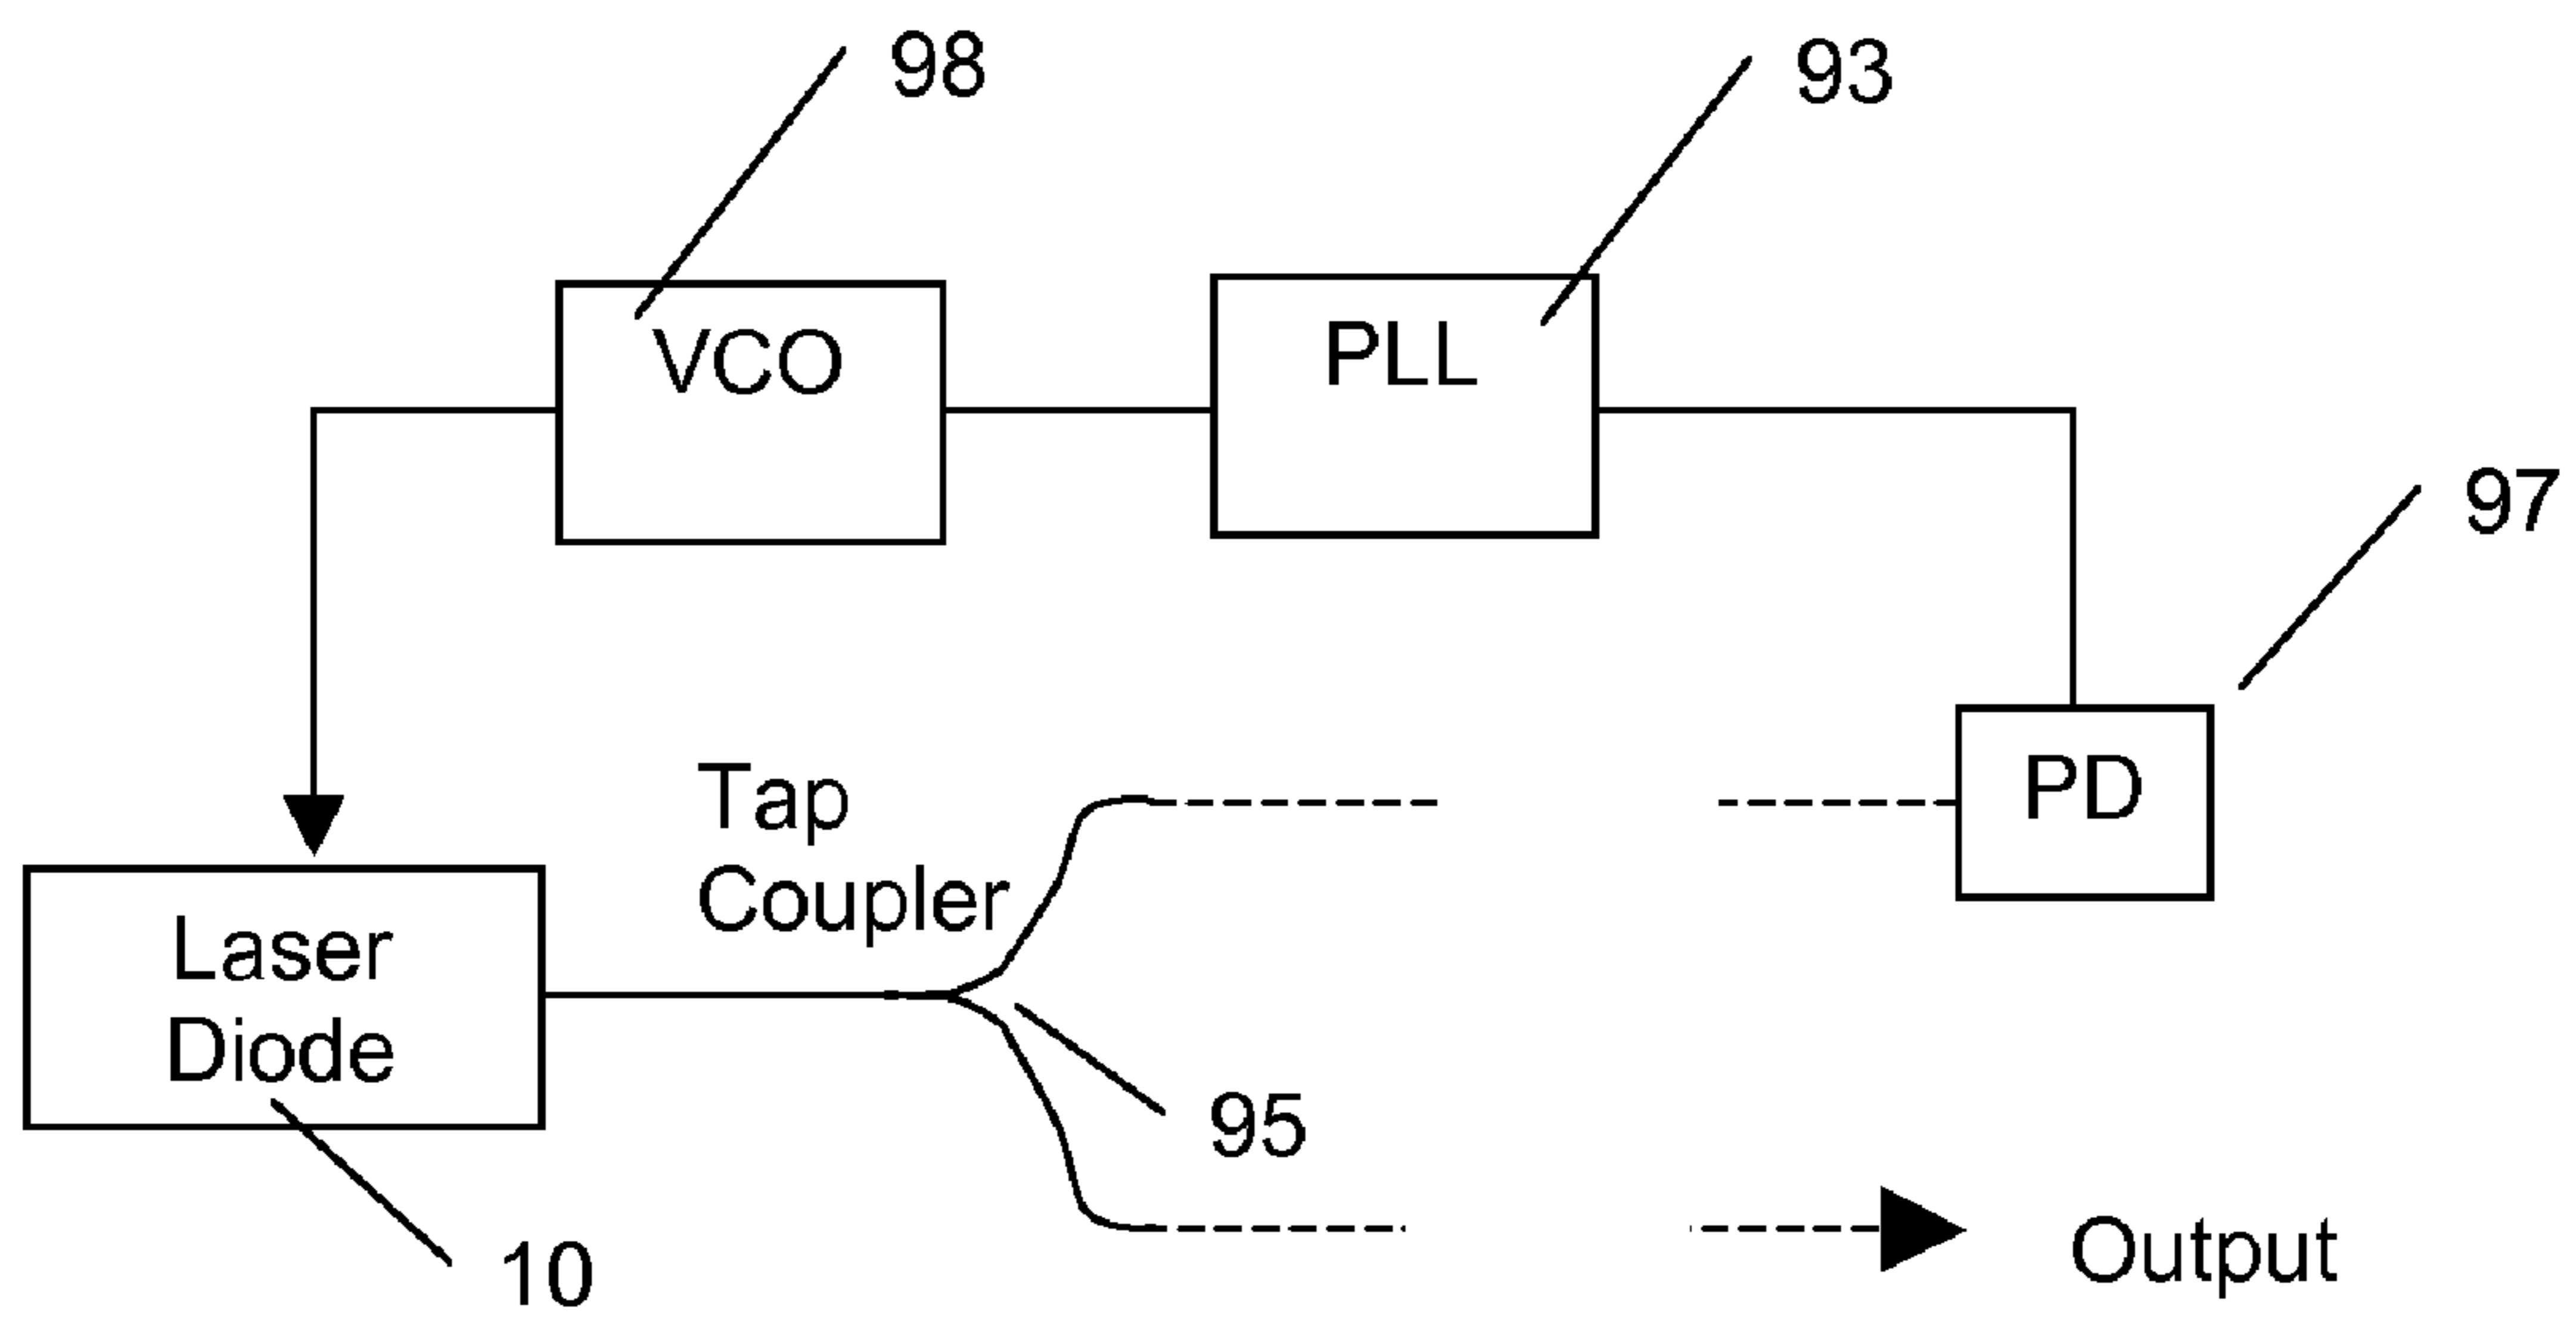 98
93
VCO
PLL
97
PD
Tap
Coupler
Laser
Diode
95
10
Output